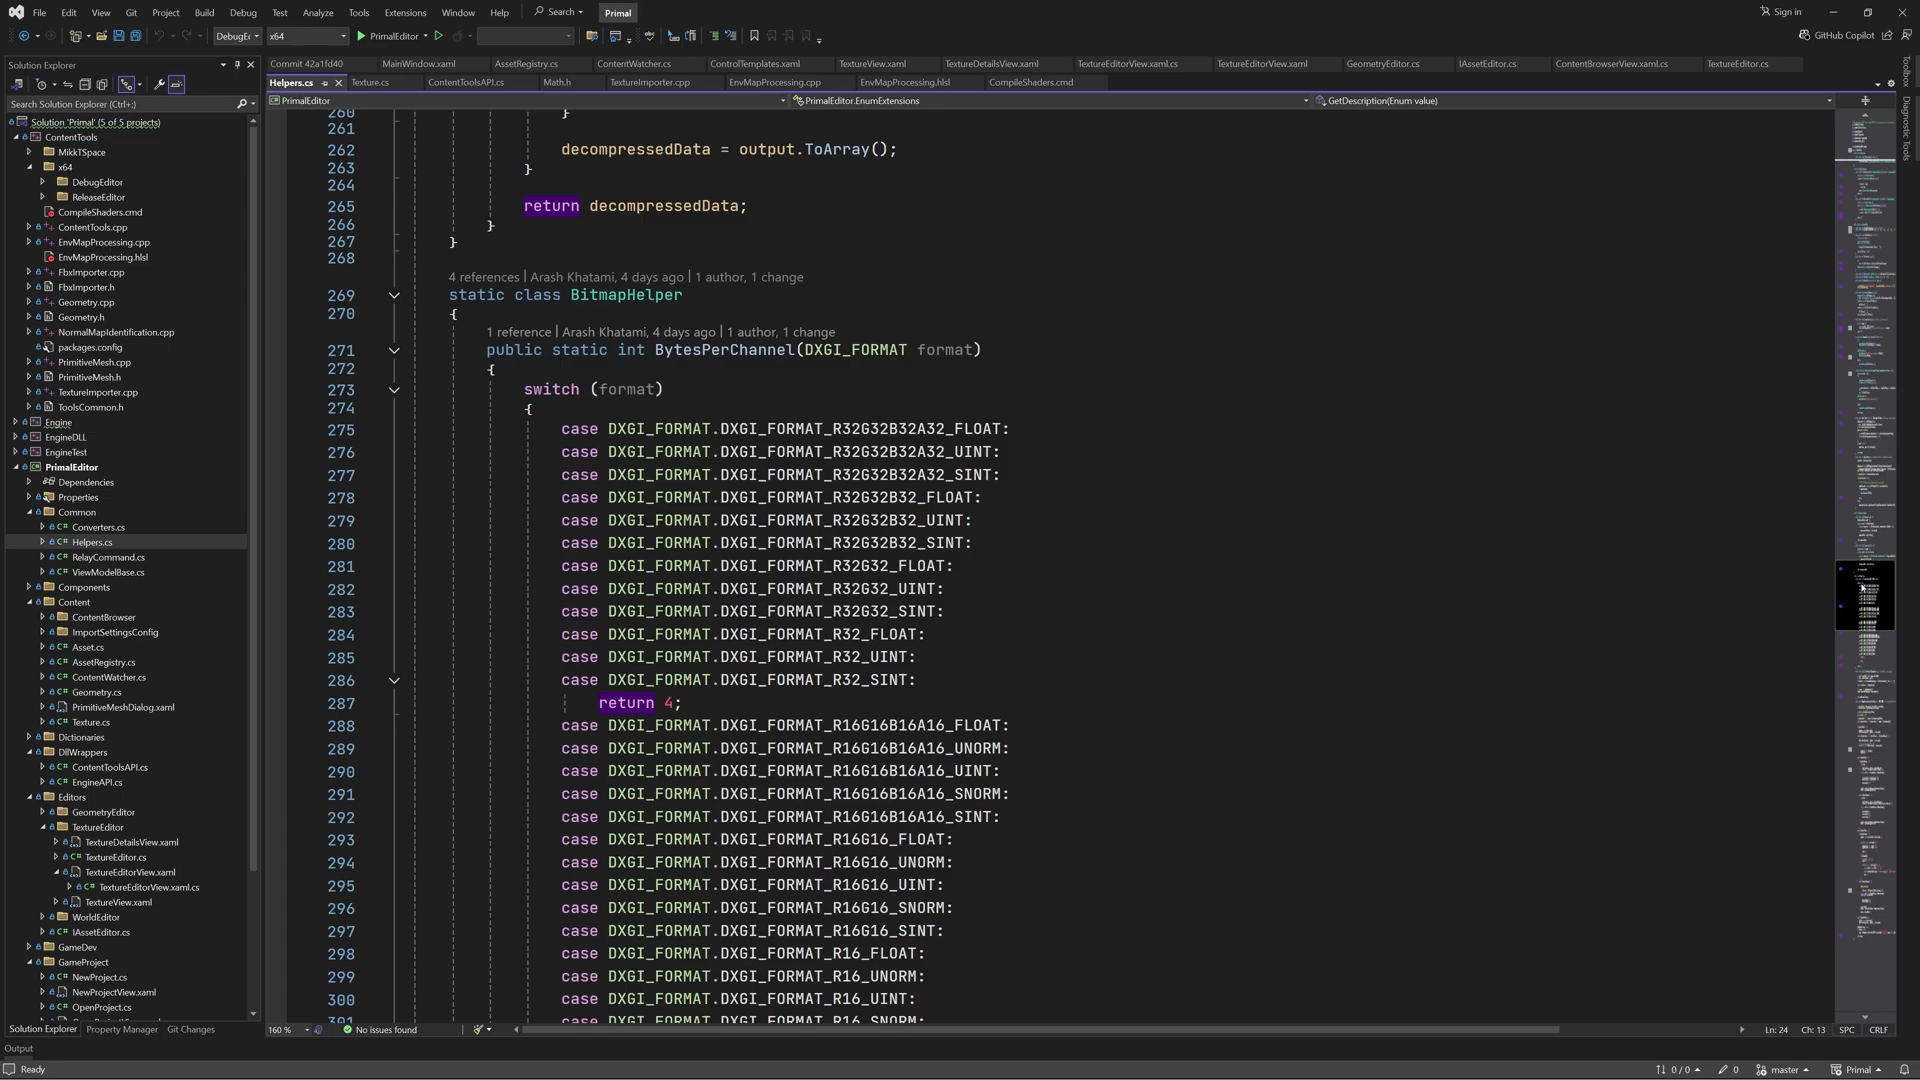 File Edit View Git Project Build Debug Test Analyze Tools Extensions Window Help Search Primal Sign in
DebugEc x64 PrimalEditor GitHub Copilot
Solution Explorer
Commit 42a1fd40 MainWindow.xaml AssetRegistry.cs ContentWatcher.cs ControlTemplates.xaml TextureView.xaml TextureDetailsView.xaml TextureEditorView.xaml.cs TextureEditorView.xaml GeometryEditor.cs IAssetEditor.cs ContentBrowserView.xaml.cs TextureEditor.cs
Helpers.cs Texture.cs ContentToolsAPI.cs Math.h TextureImporter.cpp EnvMapProcessing.cpp EnvMapProcessing.hlsl CompileShaders.cmd
PrimalEditor PrimalEditor.EnumExtensions GetDescription(Enum value)
Toolbox
Diagnostic Tools
Search Solution Explorer (Ctrl+;)
Solution 'Primal' (5 of 5 projects)
ContentTools
MikkTSpace
x64
DebugEditor
ReleaseEditor
CompileShaders.cmd
ContentTools.cpp
EnvMapProcessing.cpp
EnvMapProcessing.hlsl
FbxImporter.cpp
FbxImporter.h
Geometry.cpp
Geometry.h
NormalMapIdentification.cpp
packages.config
PrimitiveMesh.cpp
PrimitiveMesh.h
TextureImporter.cpp
ToolsCommon.h
Engine
EngineDLL
EngineTest
PrimalEditor
Dependencies
Properties
Common
Converters.cs
Helpers.cs
RelayCommand.cs
ViewModelBase.cs
Components
Content
ContentBrowser
ImportSettingsConfig
Asset.cs
AssetRegistry.cs
ContentWatcher.cs
Geometry.cs
PrimitiveMeshDialog.xaml
Texture.cs
Dictionaries
DllWrappers
ContentToolsAPI.cs
EngineAPI.cs
Editors
GeometryEditor
TextureEditor
TextureDetailsView.xaml
TextureEditor.cs
TextureEditorView.xaml
TextureEditorView.xaml.cs
TextureView.xaml
WorldEditor
IAssetEditor.cs
GameDev
GameProject
NewProject.cs
NewProjectView.xaml
OpenProject.cs
Solution Explorer Property Manager Git Changes
260 }
261
262 decompressedData = output.ToArray();
263 }
264
265 return decompressedData;
266 }
267 }
268
4 references | Arash Khatami, 4 days ago | 1 author, 1 change
269 static class BitmapHelper
270 {
1 reference | Arash Khatami, 4 days ago | 1 author, 1 change
271 public static int BytesPerChannel(DXGI_FORMAT format)
272 {
273 switch (format)
274 {
275 case DXGI_FORMAT.DXGI_FORMAT_R32G32B32A32_FLOAT:
276 case DXGI_FORMAT.DXGI_FORMAT_R32G32B32A32_UINT:
277 case DXGI_FORMAT.DXGI_FORMAT_R32G32B32A32_SINT:
278 case DXGI_FORMAT.DXGI_FORMAT_R32G32B32_FLOAT:
279 case DXGI_FORMAT.DXGI_FORMAT_R32G32B32_UINT:
280 case DXGI_FORMAT.DXGI_FORMAT_R32G32B32_SINT:
281 case DXGI_FORMAT.DXGI_FORMAT_R32G32_FLOAT:
282 case DXGI_FORMAT.DXGI_FORMAT_R32G32_UINT:
283 case DXGI_FORMAT.DXGI_FORMAT_R32G32_SINT:
284 case DXGI_FORMAT.DXGI_FORMAT_R32_FLOAT:
285 case DXGI_FORMAT.DXGI_FORMAT_R32_UINT:
286 case DXGI_FORMAT.DXGI_FORMAT_R32_SINT:
287 return 4;
288 case DXGI_FORMAT.DXGI_FORMAT_R16G16B16A16_FLOAT:
289 case DXGI_FORMAT.DXGI_FORMAT_R16G16B16A16_UNORM:
290 case DXGI_FORMAT.DXGI_FORMAT_R16G16B16A16_UINT:
291 case DXGI_FORMAT.DXGI_FORMAT_R16G16B16A16_SNORM:
292 case DXGI_FORMAT.DXGI_FORMAT_R16G16B16A16_SINT:
293 case DXGI_FORMAT.DXGI_FORMAT_R16G16_FLOAT:
294 case DXGI_FORMAT.DXGI_FORMAT_R16G16_UNORM:
295 case DXGI_FORMAT.DXGI_FORMAT_R16G16_UINT:
296 case DXGI_FORMAT.DXGI_FORMAT_R16G16_SNORM:
297 case DXGI_FORMAT.DXGI_FORMAT_R16G16_SINT:
298 case DXGI_FORMAT.DXGI_FORMAT_R16_FLOAT:
299 case DXGI_FORMAT.DXGI_FORMAT_R16_UNORM:
300 case DXGI_FORMAT.DXGI_FORMAT_R16_UINT:
301 case DXGI_FORMAT.DXGI_FORMAT_R16_SNORM:
160 % No issues found Ln: 24 Ch: 13 SPC CRLF
Output
Ready 0 / 0 0 master Primal